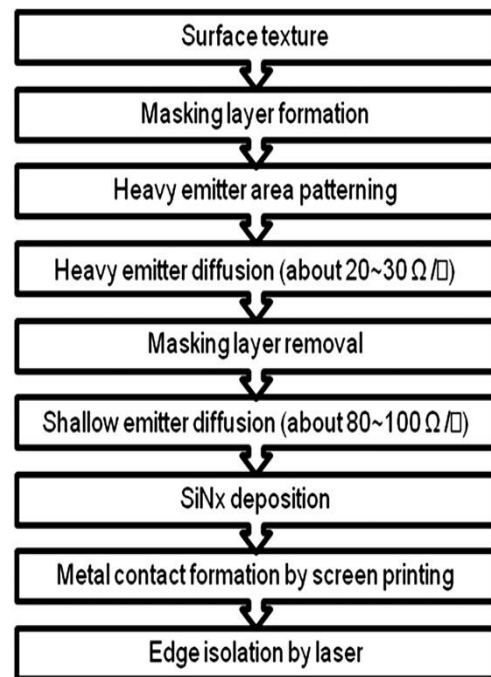 Surface texture
Masking layer formation
Heavy emitter area patterning
Heavy emitter diffusion (about 20~30 Ω /□)
Masking layer removal
Shallow emitter diffusion (about 80~100 Ω /□)
SiNx deposition
Metal contact formation by screen printing
Edge isolation by laser